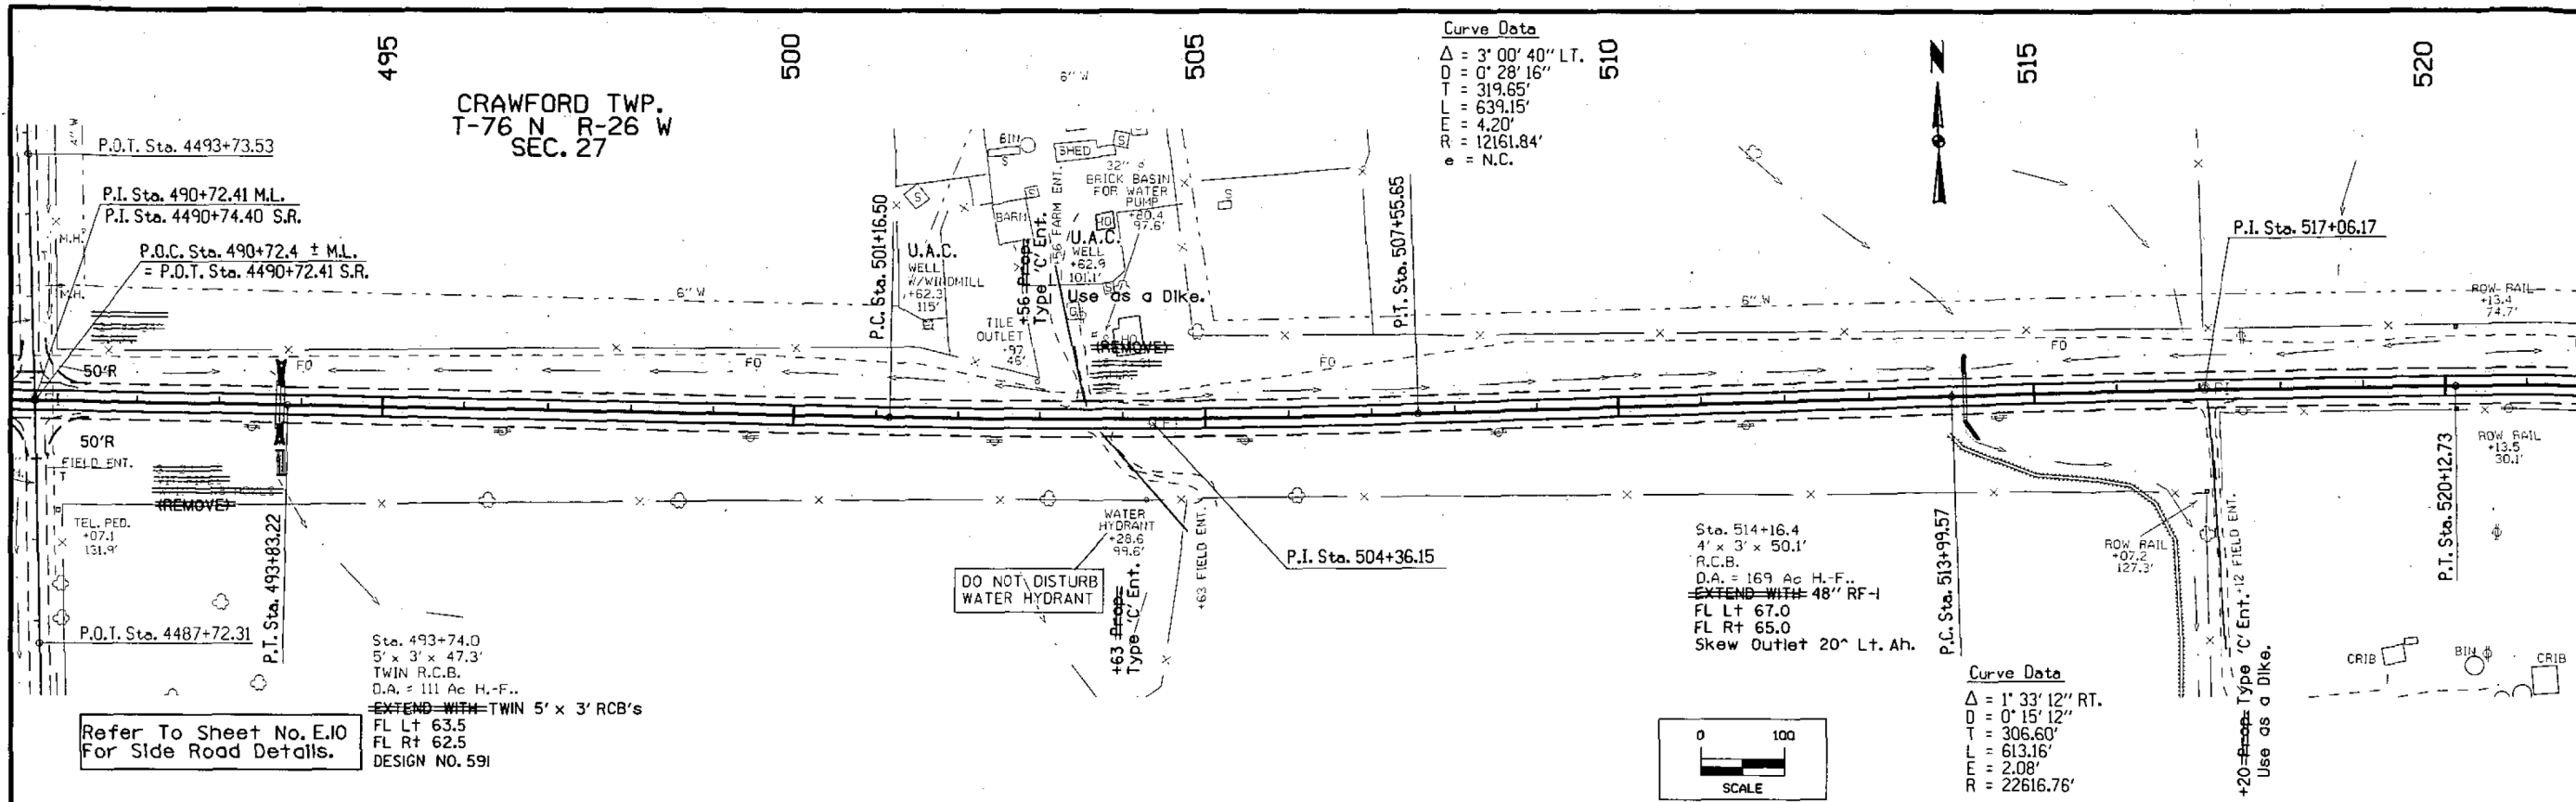 495
500
505
510
515
520
CRAWFORD TWP.
T-76 N R-26 W
SEC. 27
Curve Data
Δ = 3° 00' 40" LT.
D = 0° 28' 16"
T = 319.65'
L = 639.15'
E = 4.20'
R = 12161.84'
e = N.C.
N
P.O.T. Sta. 4493+73.53
4" W
P.I. Sta. 490+72.41 M.L.
P.I. Sta. 4490+74.40 S.R.
M.H.
P.O.C. Sta. 490+72.4 ± M.L.
= P.O.T. Sta. 4490+72.41 S.R.
M.H.
6" W
6" W
6" W
P.C. Sta. 501+16.50
U.A.C.
WELL
W/WINDMILL
+62.3
115'
S
BIN
S
SHED
S
S
BARN
32" ø
BRICK BASIN
FOR WATER
PUMP
+80.4
97.6'
+56 FARM ENT.
HO
S
U.A.C.
WELL
+62.9
101.1'
+56 Prop.
Type 'C' Ent.
Use as a Dike.
S
G
HO
(REMOVE)
TILE
OUTLET
+97
46'
P.T. Sta. 507+55.65
P.I. Sta. 517+06.17
ROW RAIL
+13.4
74.7'
FO
FO
FO
50'R
50'R
FIELD ENT.
T
(REMOVE)
TEL. PED.
+07.1
131.9'
P.T. Sta. 493+83.22
P.O.T. Sta. 4487+72.31
Sta. 493+74.0
5' x 3' x 47.3'
TWIN R.C.B.
D.A. = 111 Ac H.-F..
EXTEND WITH TWIN 5' x 3' RCB's
FL Lt 63.5
FL Rt 62.5
DESIGN NO. 591
Refer To Sheet No. E.10
For Side Road Details.
WATER
HYDRANT
+28.6
99.6'
DO NOT DISTURB
WATER HYDRANT
+63 Prop.
Type 'C' Ent.
+63 FIELD ENT.
P.I. Sta. 504+36.15
Sta. 514+16.4
4' x 3' x 50.1'
R.C.B.
D.A. = 169 Ac H.-F..
EXTEND WITH 48" RF-1
FL Lt 67.0
FL Rt 65.0
Skew Outlet 20^ Lt. Ah.
P.C. Sta. 513+99.57
Curve Data
Δ = 1° 33' 12" RT.
D = 0° 15' 12"
T = 306.60'
L = 613.16'
E = 2.08'
R = 22616.76'
ROW RAIL
+07.2
127.3'
+12 FIELD ENT.
+20 Prop. Type 'C' Ent.
Use as a Dike.
P.T. Sta. 520+12.73
ROW RAIL
+13.5
30.1'
CRIB
BIN
CRIB
0 100
SCALE